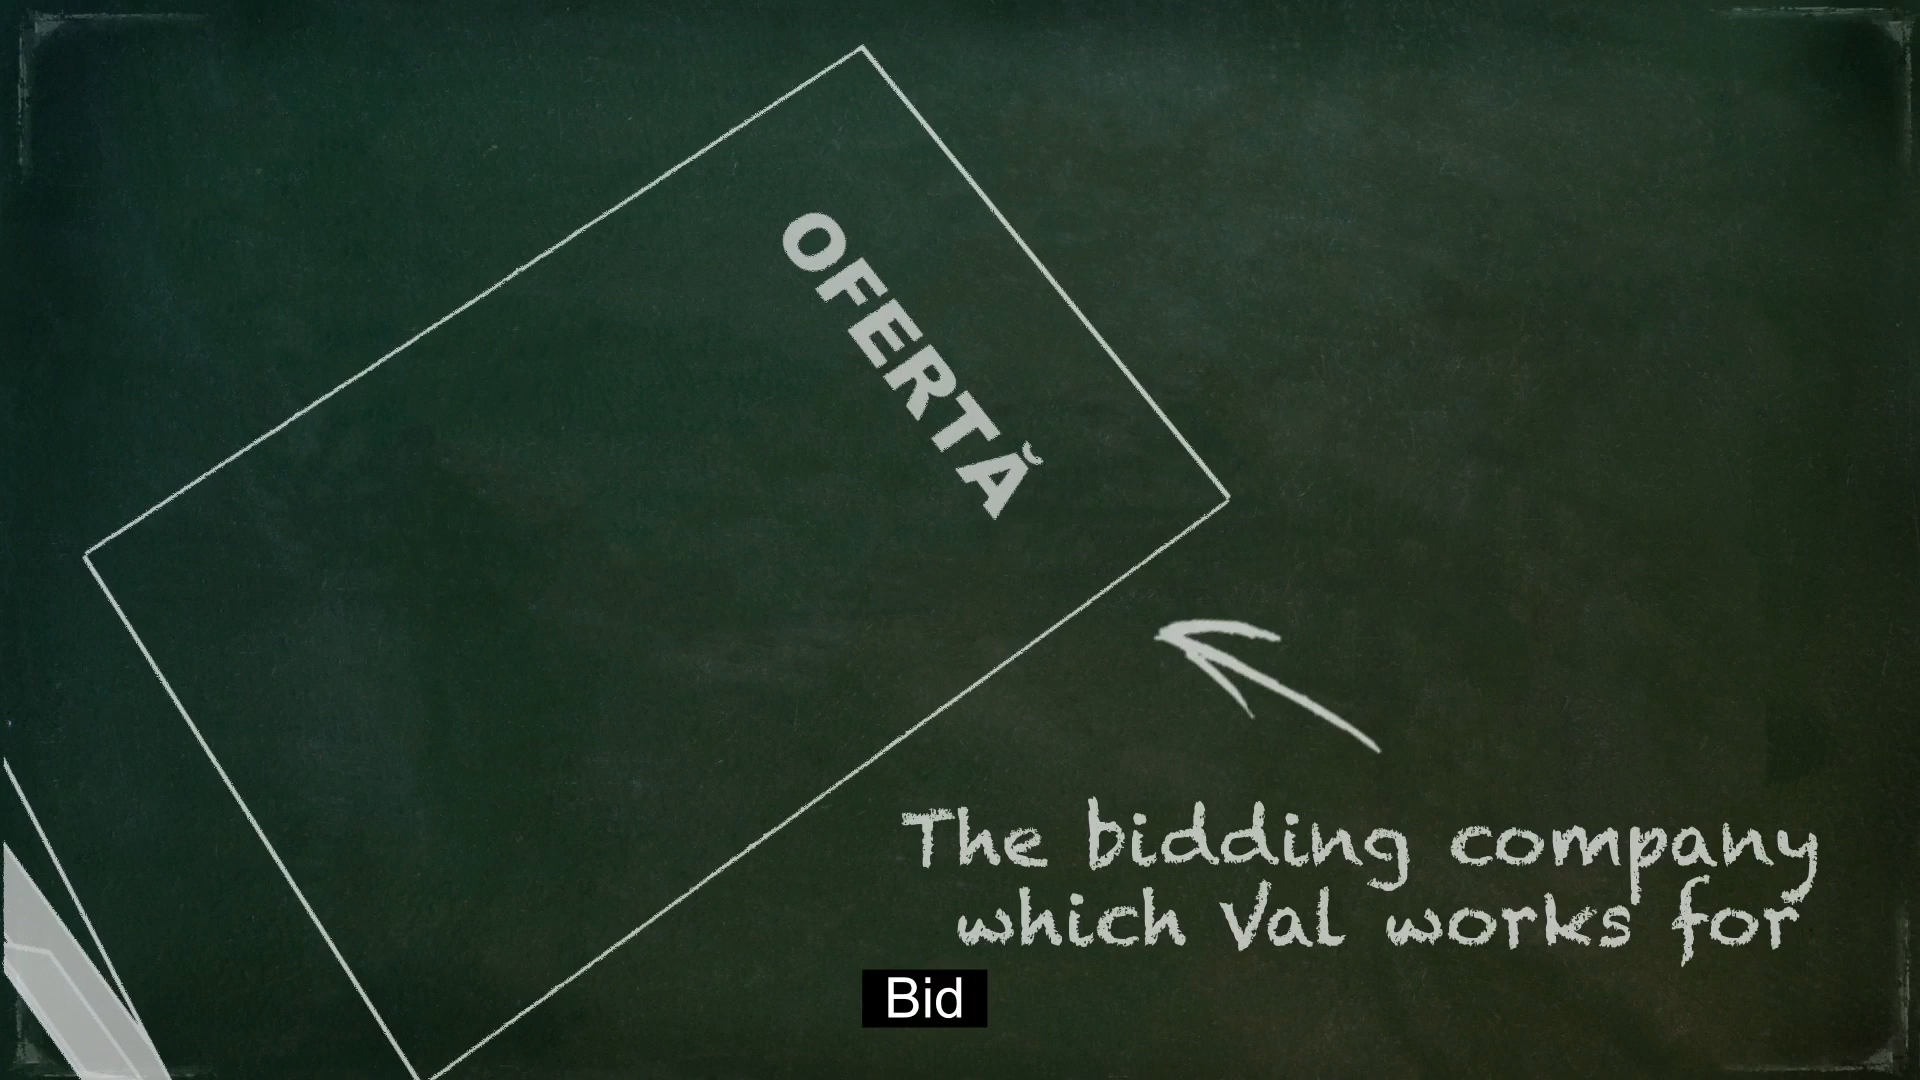 OFERTĂ
The bidding company
which Val works for
Bid